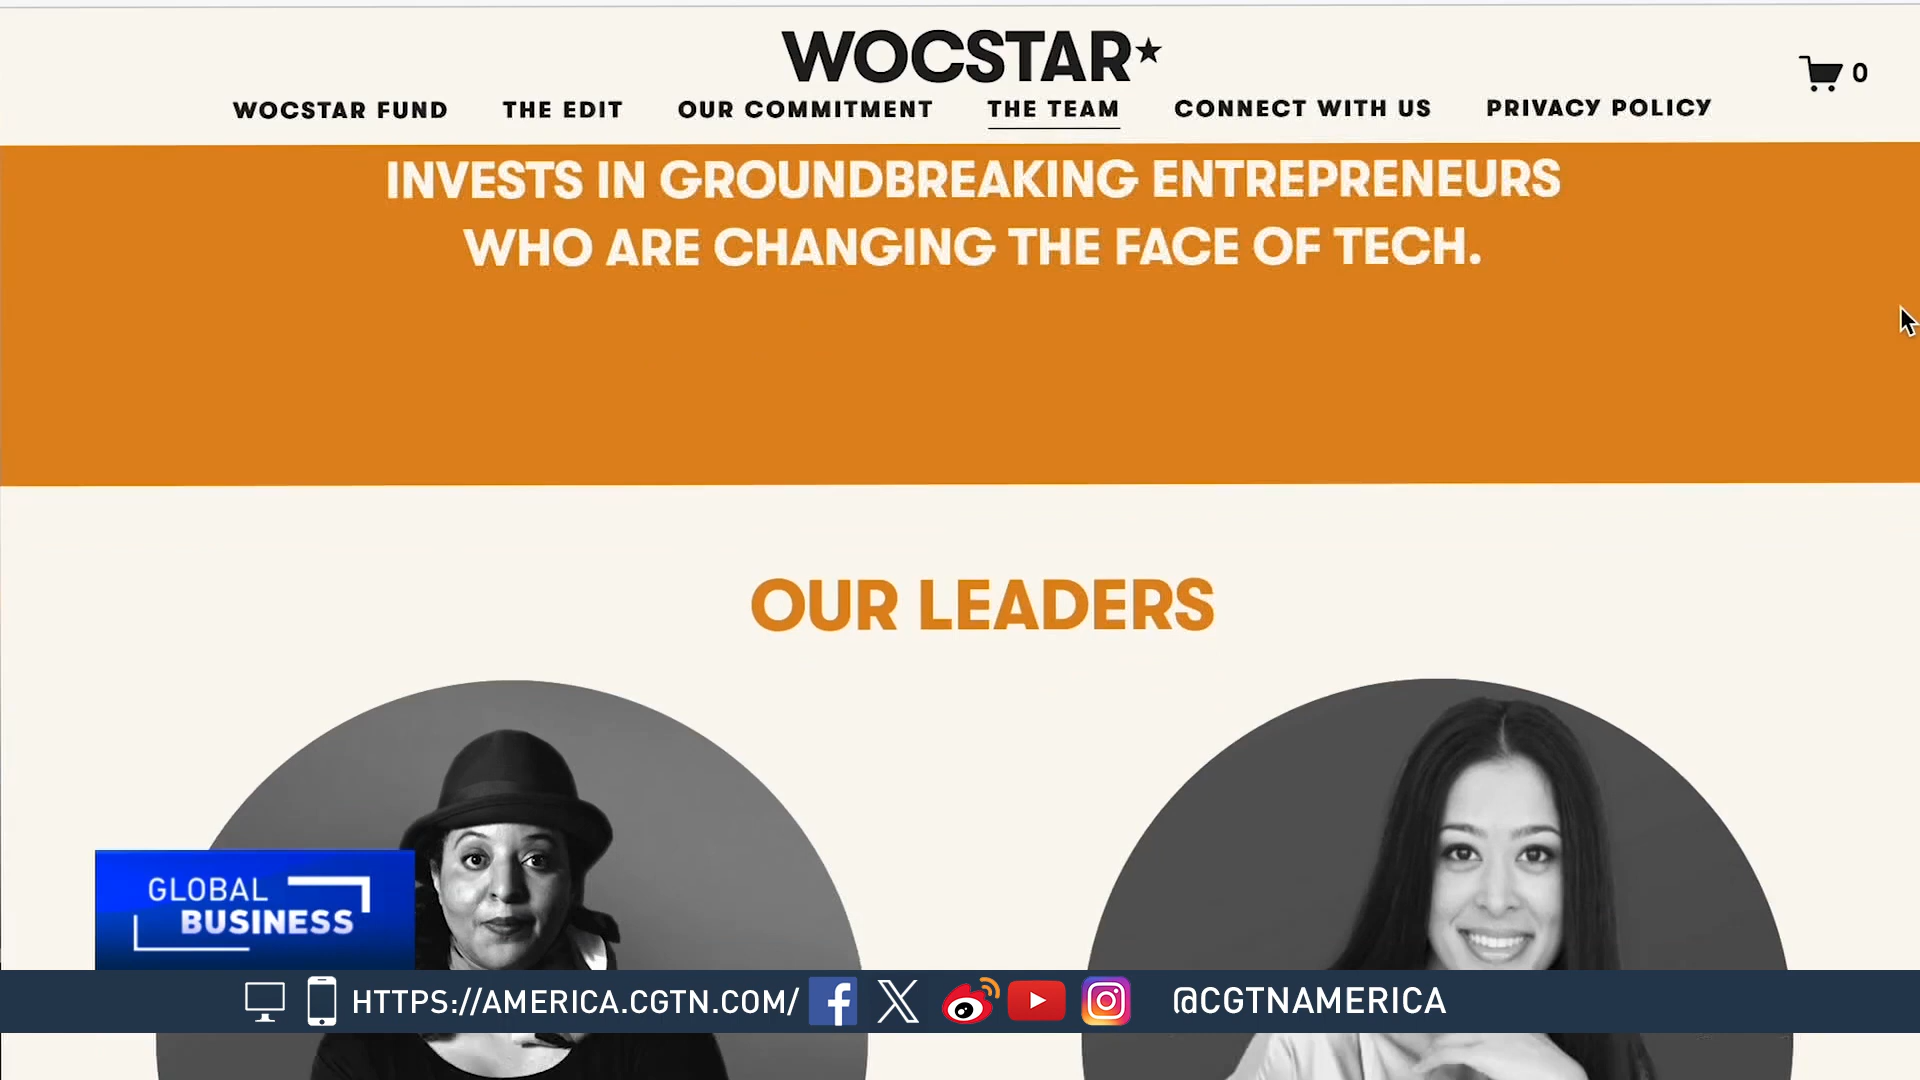 WOCSTAR★
0
WOCSTAR FUND THE EDIT OUR COMMITMENT THE TEAM CONNECT WITH US PRIVACY POLICY
INVESTS IN GROUNDBREAKING ENTREPRENEURS
WHO ARE CHANGING THE FACE OF TECH.
OUR LEADERS
GLOBAL
BUSINESS
HTTPS://AMERICA.CGTN.COM/ @CGTNAMERICA